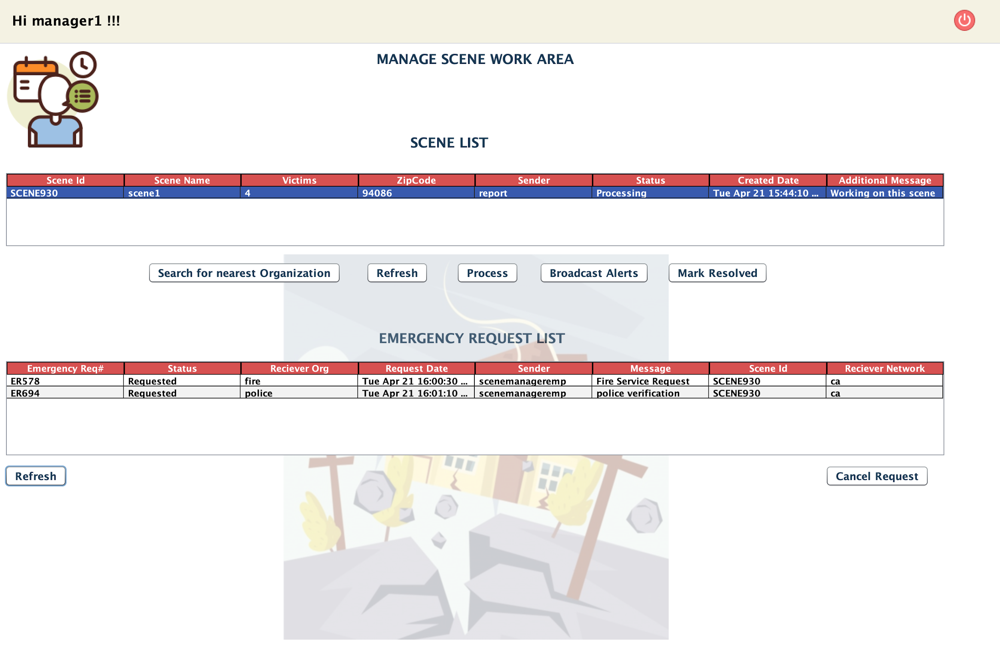 Hi manager1 !!!
MANAGE SCENE WORK AREA
SCENE LIST
Scene Id Scene Name Victims ZipCode Sender Status Created Date Additional Message
SCENE930 scene1 4 94086 report Processing Tue Apr 21 15:44:10 ... Working on this scene
Search for nearest Organization Refresh Process Broadcast Alerts Mark Resolved
EMERGENCY REQUEST LIST
Emergency Req# Status Reciever Org Request Date Sender Message Scene Id Reciever Network
ER578 Requested fire Tue Apr 21 16:00:30 ... scenemanageremp Fire Service Request SCENE930 ca
ER694 Requested police Tue Apr 21 16:01:10 ... scenemanageremp police verification SCENE930 ca
Refresh Cancel Request